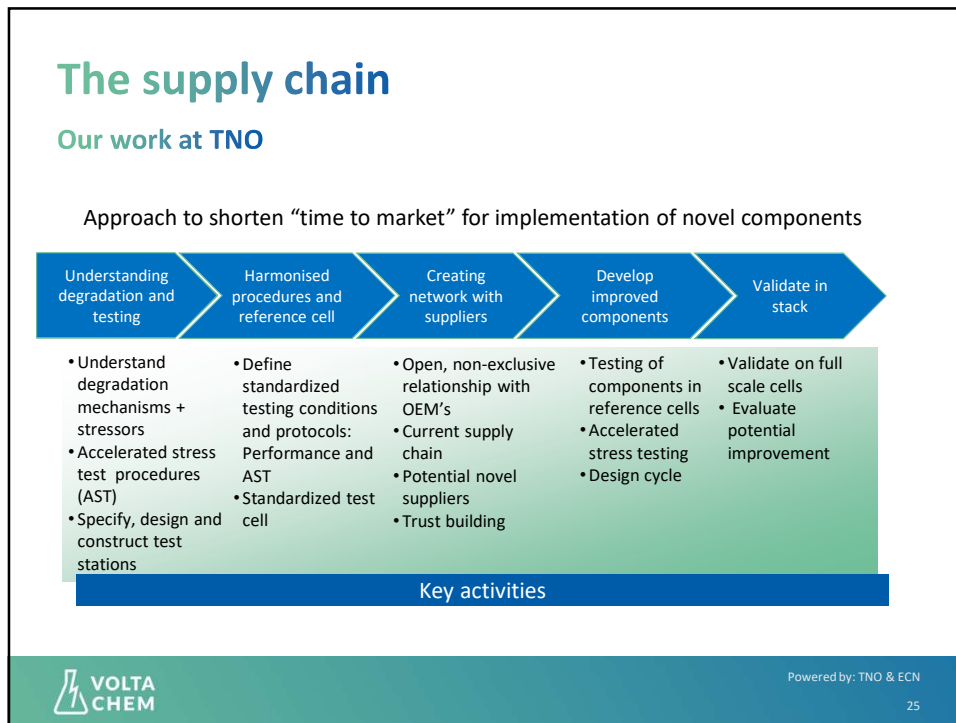 The supply chain
Our work at TNO
Approach to shorten “time to market” for implementation of novel components
Understanding
degradation and
testing
Harmonised
procedures and
reference cell
Creating
network with
suppliers
Develop
improved
components
Validate in
stack
• Understand
degradation
mechanisms +
stressors
• Accelerated stress
test procedures
(AST)
• Specify, design and
construct test
stations
• Define
standardized
testing conditions
and protocols:
Performance and
AST
• Standardized test
cell
• Open, non-exclusive
relationship with
OEM’s
• Current supply
chain
• Potential novel
suppliers
• Trust building
• Testing of
components in
reference cells
• Accelerated
stress testing
• Design cycle
• Validate on full
scale cells
• Evaluate
potential
improvement
Key activities
VOLTA
CHEM
Powered by: TNO & ECN
25